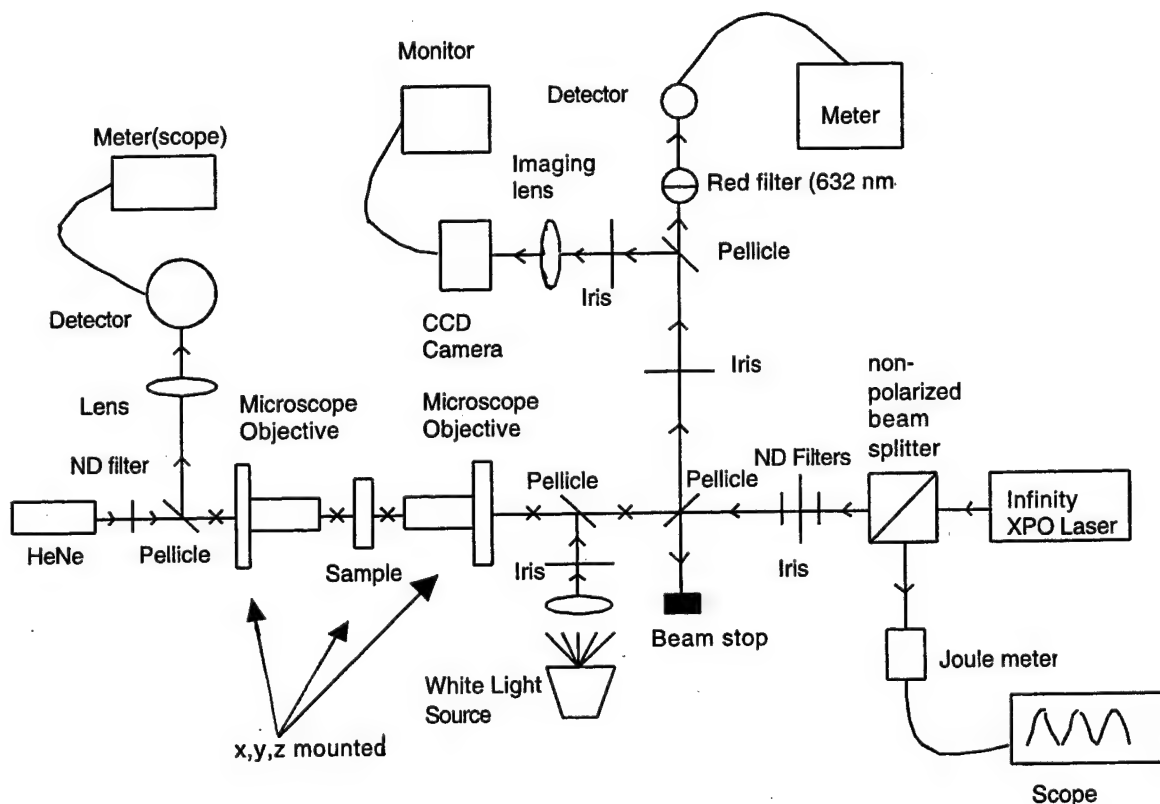 Monitor
Detector
Meter
Meter(scope)
Imaging
lens
Red filter (632 nm
Pellicle
Iris
Detector
CCD
Camera
Iris
non-
polarized
beam
splitter
Lens
Microscope
Objective
Microscope
Objective
ND filter
Pellicle
Pellicle
ND Filters
Infinity
XPO Laser
HeNe
Pellicle
Sample
Iris
Iris
Beam stop
Joule meter
White Light
Source
x,y,z mounted
Scope